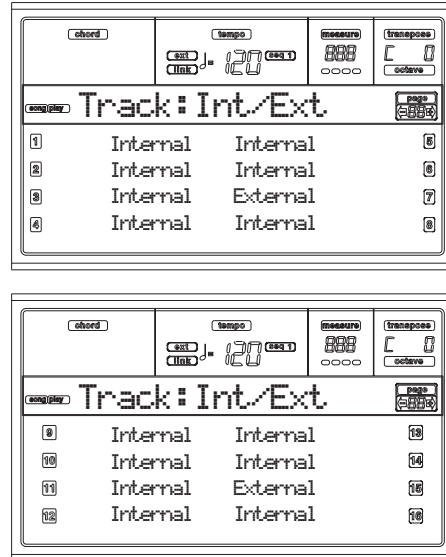 chord tempo measure transpose
ext seq 1 888 C 0
link ♩= 120 octave
song play Track:Int/Ext page
88
1 Internal Internal 5
2 Internal Internal 6
3 Internal External 7
4 Internal Internal 8
chord tempo measure transpose
ext seq 1 888 C 0
link ♩= 120 octave
song play Track:Int/Ext page
88
9 Internal Internal 13
10 Internal Internal 14
11 Internal External 15
12 Internal Internal 16